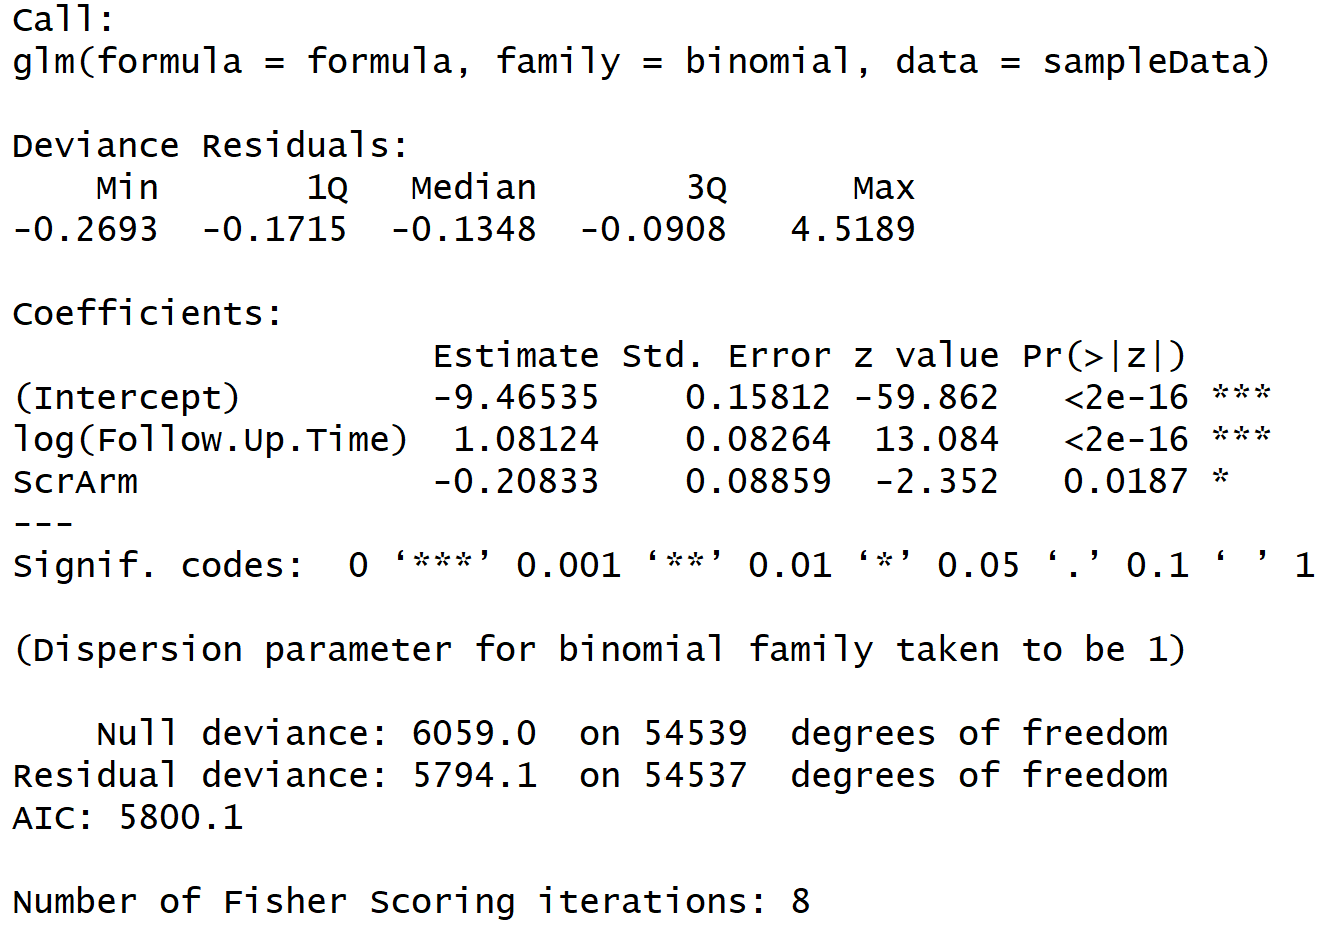 Call:
glm(formula = formula, family = binomial, data = sampleData)
Deviance Residuals:
Min 1Q Median 3Q Max
-0.2693 -0.1715 -0.1348 -0.0908 4.5189
Coefficients:
Estimate Std. Error z value Pr(>|z|)
(Intercept) -9.46535 0.15812 -59.862 <2e-16 ***
log(Follow.Up.Time) 1.08124 0.08264 13.084 <2e-16 ***
ScrArm -0.20833 0.08859 -2.352 0.0187 *
---
Signif. codes: 0 ‘***’ 0.001 ‘**’ 0.01 ‘*’ 0.05 ‘.’ 0.1 ‘ ’ 1
(Dispersion parameter for binomial family taken to be 1)
Null deviance: 6059.0 on 54539 degrees of freedom
Residual deviance: 5794.1 on 54537 degrees of freedom
AIC: 5800.1
Number of Fisher Scoring iterations: 8